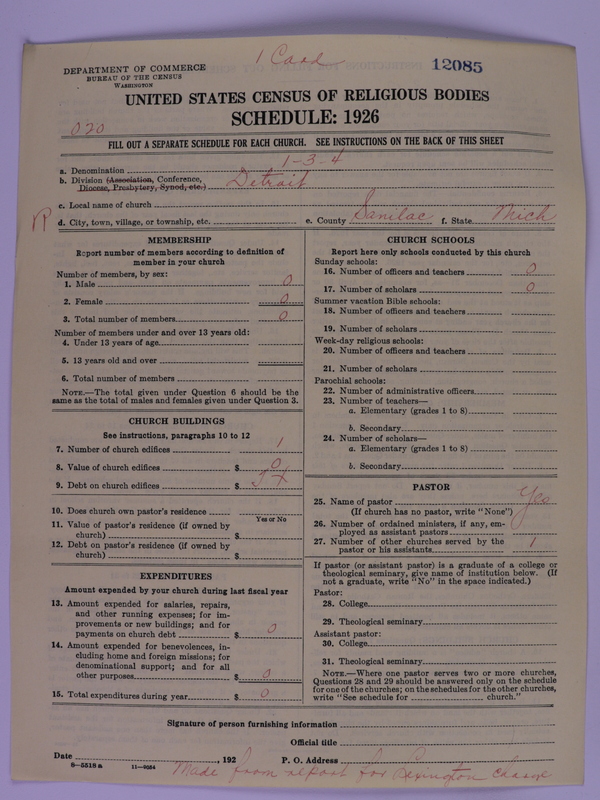 1 Card
12085
DEPARTMENT OF COMMERCE
BUREAU OF THE CENSUS
WASHINGTON
UNITED STATES CENSUS OF RELIGIOUS BODIES
SCHEDULE: 1926
020
FILL OUT A SEPARATE SCHEDULE FOR EACH CHURCH. SEE INSTRUCTIONS ON THE BACK OF THIS SHEET
a. Denomination 1-3-4
b. Division (Association, Conference,
Diocese, Presbytery, Synod, etc.) Detroit
c. Local name of church
R d. City, town, village, or township, etc. e. County Sanilac f. State Mich
MEMBERSHIP
Report number of members according to definition of
member in your church
Number of members, by sex:
1. Male 0
2. Female 0
3. Total number of members 0
Number of members under and over 13 years old:
4. Under 13 years of age
5. 13 years old and over
6. Total number of members
NOTE.—The total given under Question 6 should be the
same as the total of males and females given under Question 3.
CHURCH BUILDINGS
See instructions, paragraphs 10 to 12
7. Number of church edifices 1
8. Value of church edifices $ 0
9. Debt on church edifices $
10. Does church own pastor's residence
Yes or No
11. Value of pastor's residence (if owned by
church) $
12. Debt on pastor's residence (if owned by
church) $
EXPENDITURES
Amount expended by your church during last fiscal year
13. Amount expended for salaries, repairs,
and other running expenses; for im-
provements or new buildings; and for
payments on church debt $ 0
14. Amount expended for benevolences, in-
cluding home and foreign missions; for
denominational support; and for all
other purposes $ 0
15. Total expenditures during year $ 0
CHURCH SCHOOLS
Report here only schools conducted by this church
Sunday schools:
16. Number of officers and teachers 0
17. Number of scholars 0
Summer vacation Bible schools:
18. Number of officers and teachers
19. Number of scholars
Week-day religious schools:
20. Number of officers and teachers
21. Number of scholars
Parochial schools:
22. Number of administrative officers
23. Number of teachers—
a. Elementary (grades 1 to 8)
b. Secondary
24. Number of scholars—
a. Elementary (grades 1 to 8)
b. Secondary
PASTOR
25. Name of pastor Yes
(If church has no pastor, write "None")
26. Number of ordained ministers, if any, em-
ployed as assistant pastors
27. Number of other churches served by the
pastor or his assistants 1
If pastor (or assistant pastor) is a graduate of a college or
theological seminary, give name of institution below. (If
not a graduate, write "No" in the space indicated.)
Pastor:
28. College
29. Theological seminary
Assistant pastor:
30. College
31. Theological seminary
NOTE.—Where one pastor serves two or more churches,
Questions 28 and 29 should be answered only on the schedule
for one of the churches; on the schedules for the other churches,
write "See schedule for church."
Signature of person furnishing information
Official title
Date , 192 P. O. Address
8-5518a 11-9054
Made from report for Lexington charge